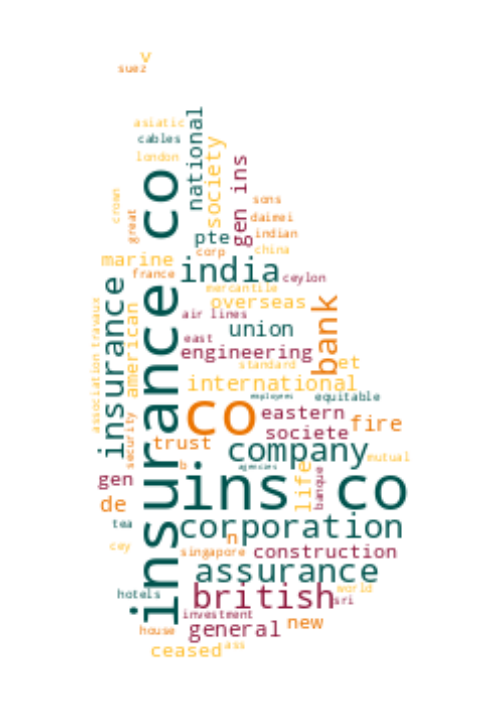 v
suez
asiatic
national
cables
london
society
gen ins
insurance co
crown
great
sons
daimei
indian
pte
corp
china
marine
france
india
ceylon
insurance
mercantile
overseas
american
association travaux
air lines
union
bank
east
engineering
standard
et
international
employees
equitable
co
eastern
fire
societe
security
trust
company
mutual
b
agencies
gen
ins co
life
banque
de
tea
corporation
n
cey
singapore
construction
assurance
hotels
british
world
sri
investment
house
general
new
ceased
ass